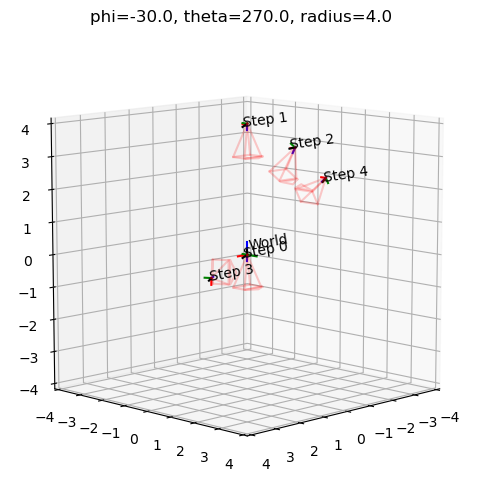 phi=-30.0, theta=270.0, radius=4.0
Step 1
Step 2
Step 4
World
Step 0
Step 3
4
3
2
1
0
−1
−2
−3
−4
−4 −3 −2 −1 0 1 2 3 4
4 3 2 1 0 −1 −2 −3 −4